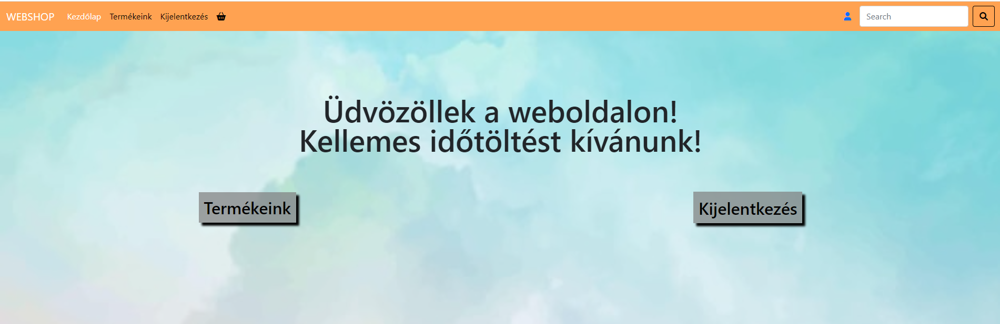 WEBSHOP Kezdőlap Termékeink Kijelentkezés Search
Üdvözöllek a weboldalon!
Kellemes időtöltést kívánunk!
Termékeink Kijelentkezés